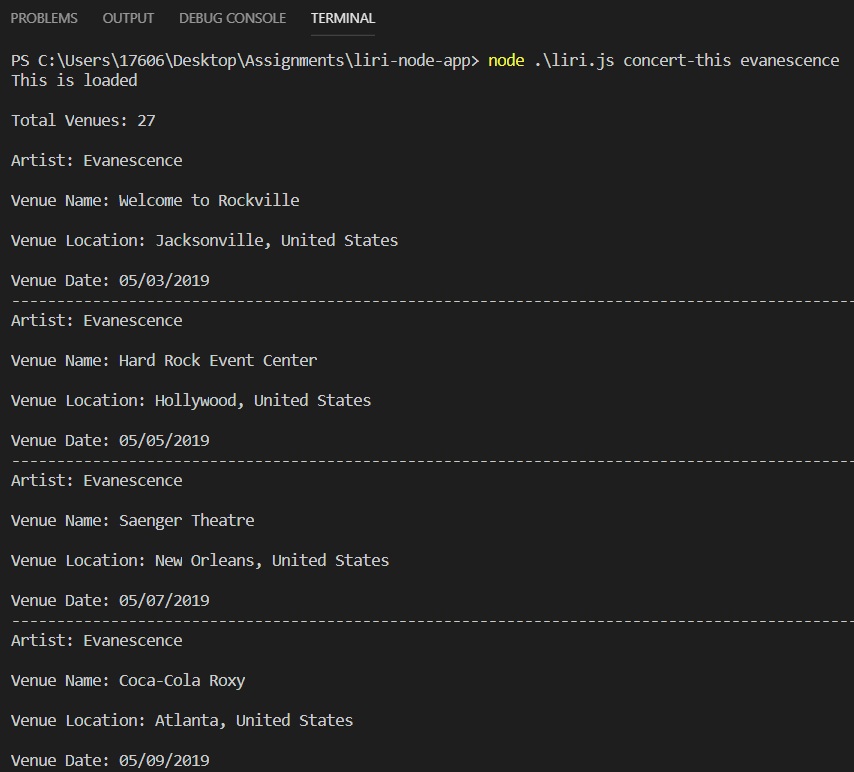 PROBLEMS OUTPUT DEBUG CONSOLE TERMINAL
PS C:\Users\17606\Desktop\Assignments\liri-node-app> node .\liri.js concert-this evanescence
This is loaded
Total Venues: 27
Artist: Evanescence
Venue Name: Welcome to Rockville
Venue Location: Jacksonville, United States
Venue Date: 05/03/2019
----------------------------------------------------------------------------------------------
Artist: Evanescence
Venue Name: Hard Rock Event Center
Venue Location: Hollywood, United States
Venue Date: 05/05/2019
----------------------------------------------------------------------------------------------
Artist: Evanescence
Venue Name: Saenger Theatre
Venue Location: New Orleans, United States
Venue Date: 05/07/2019
----------------------------------------------------------------------------------------------
Artist: Evanescence
Venue Name: Coca-Cola Roxy
Venue Location: Atlanta, United States
Venue Date: 05/09/2019